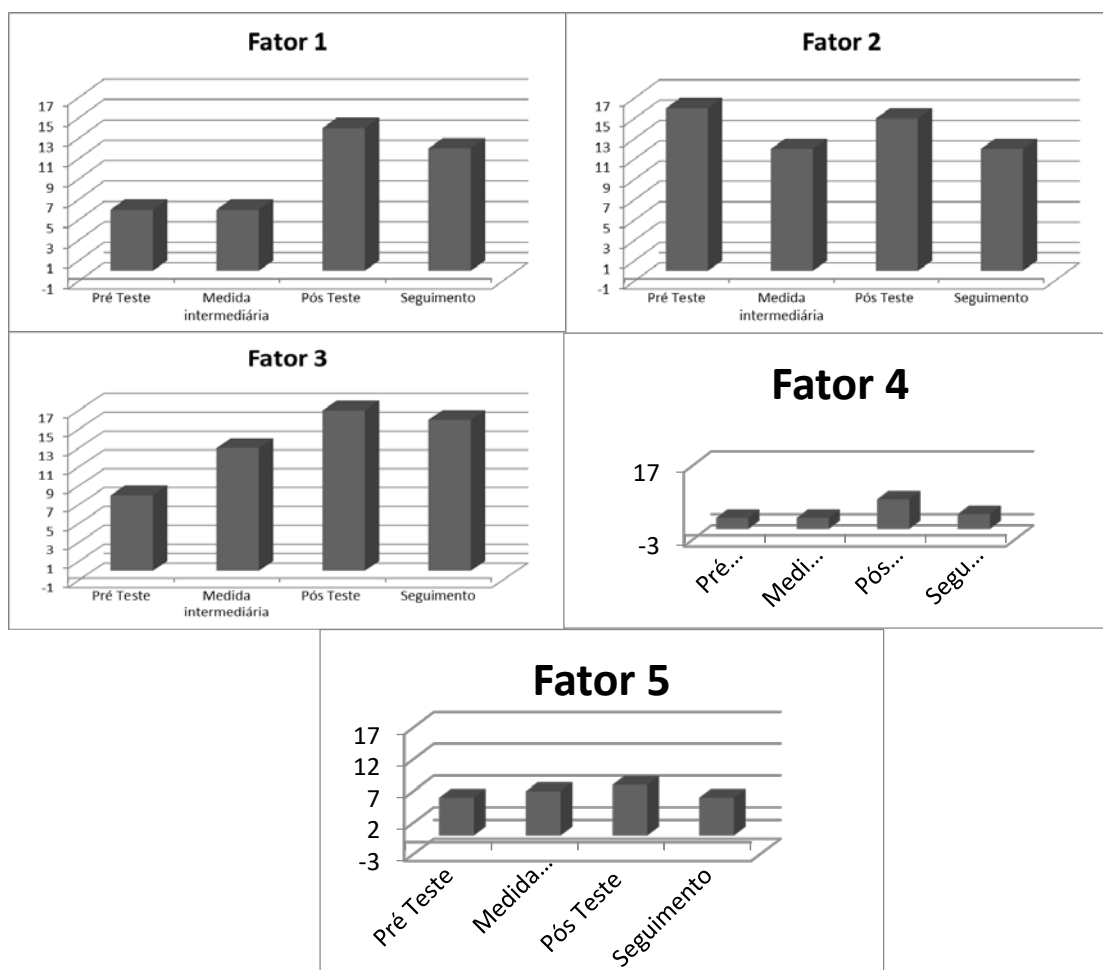 Fator 1
17
15
13
11
9
7
5
3
1
-1
Pré Teste Medida intermediária Pós Teste Seguimento
Fator 2
17
15
13
11
9
7
5
3
1
-1
Pré Teste Medida intermediária Pós Teste Seguimento
Fator 3
17
15
13
11
9
7
5
3
1
-1
Pré Teste Medida intermediária Pós Teste Seguimento
Fator 4
17
-3
Pré...
Medi...
Pós...
Segu...
Fator 5
17
12
7
2
-3
Pré Teste
Medida...
Pós Teste
Seguimento